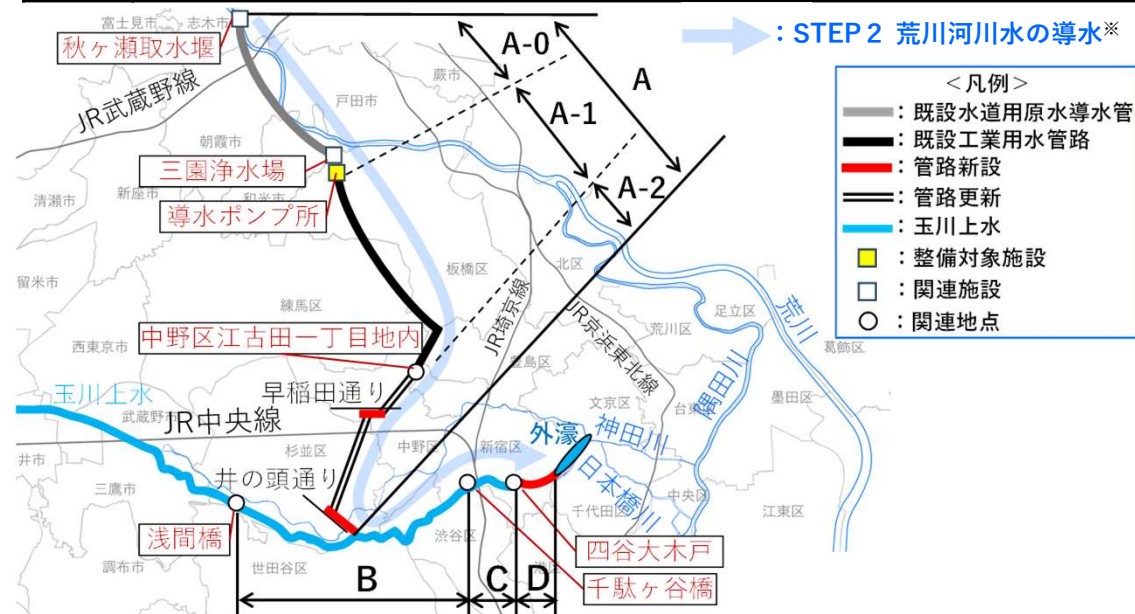 富士見市
志木市
秋ヶ瀬取水堰
：STEP 2 荒川河川水の導水※
A-0
A
蕨市
戸田市
JR武蔵野線
A-1
朝霞市
三園浄水場
A-2
新座市
和光市
清瀬市
導水ポンプ所
＜凡例＞
：既設水道用原水導水管
：既設工業用水管路
：管路新設
：管路更新
：玉川上水
：整備対象施設
：関連施設
：関連地点
板橋区
北区
留米市
練馬区
JR埼京線
JR京浜東北線
足立区
荒川
荒川区
葛飾区
西東京市
中野区江古田一丁目地内
豊島区
隅田川
墨田区
玉川上水
武蔵野市
早稲田通り
文京区
台東区
JR中央線
杉並区
中野区
新宿区
外濠
神田川
井市
井の頭通り
日本橋川
三鷹市
千代田区
中央区
江東区
浅間橋
渋谷区
四谷大木戸
調布市
世田谷区
港区
千駄ヶ谷橋
B
C
D